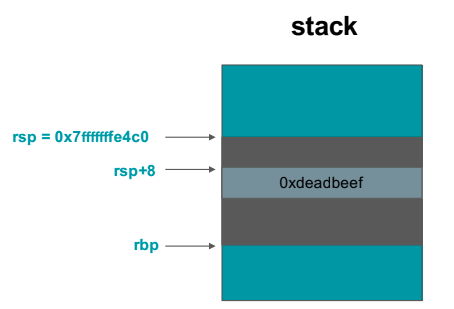 stack
rsp = 0x7fffffffe4c0
rsp+8
0xdeadbeef
rbp